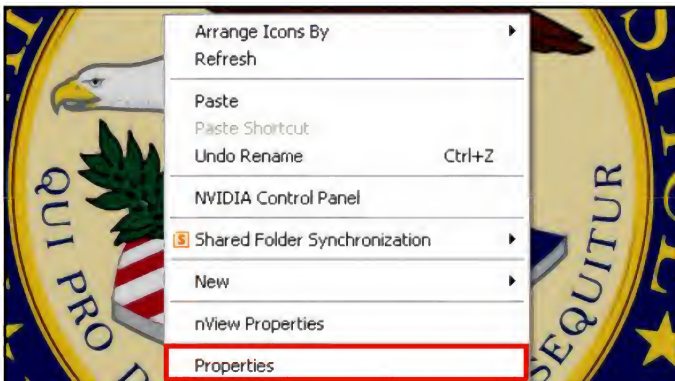 Arrange Icons By
Refresh
Paste
Paste Shortcut
Undo Rename Ctrl+Z
NVIDIA Control Panel
S Shared Folder Synchronization
New
nView Properties
Properties
QUI PRO D
SEQUITUR